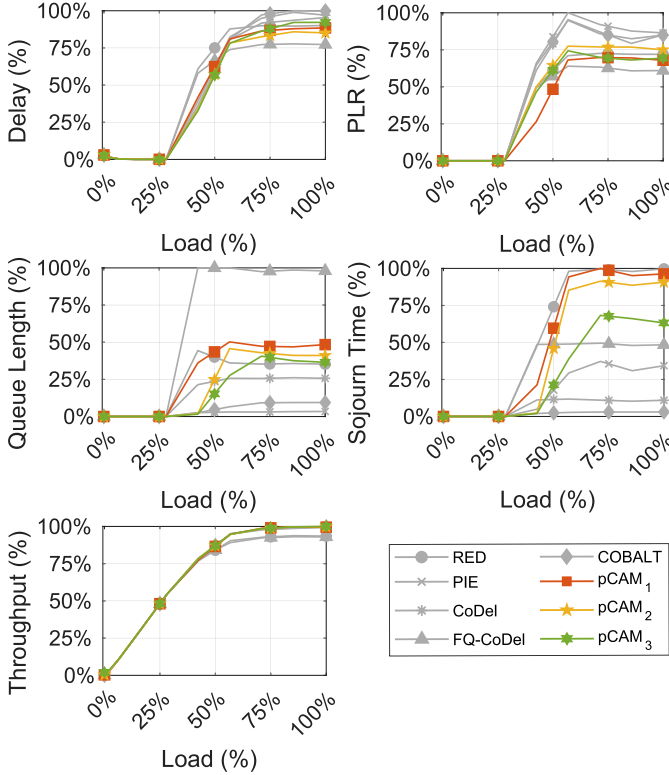 100%
75%
50%
25%
0%
Delay (%)
0%
25%
50%
75%
100%
Load (%)
100%
75%
50%
25%
0%
PLR (%)
0%
25%
50%
75%
100%
Load (%)
100%
75%
50%
25%
0%
Queue Length (%)
0%
25%
50%
75%
100%
Load (%)
100%
75%
50%
25%
0%
Sojourn Time (%)
0%
25%
50%
75%
100%
Load (%)
100%
75%
50%
25%
0%
Throughput (%)
0%
25%
50%
75%
100%
Load (%)
RED
PIE
CoDel
FQ-CoDel
COBALT
pCAM1
pCAM2
pCAM3